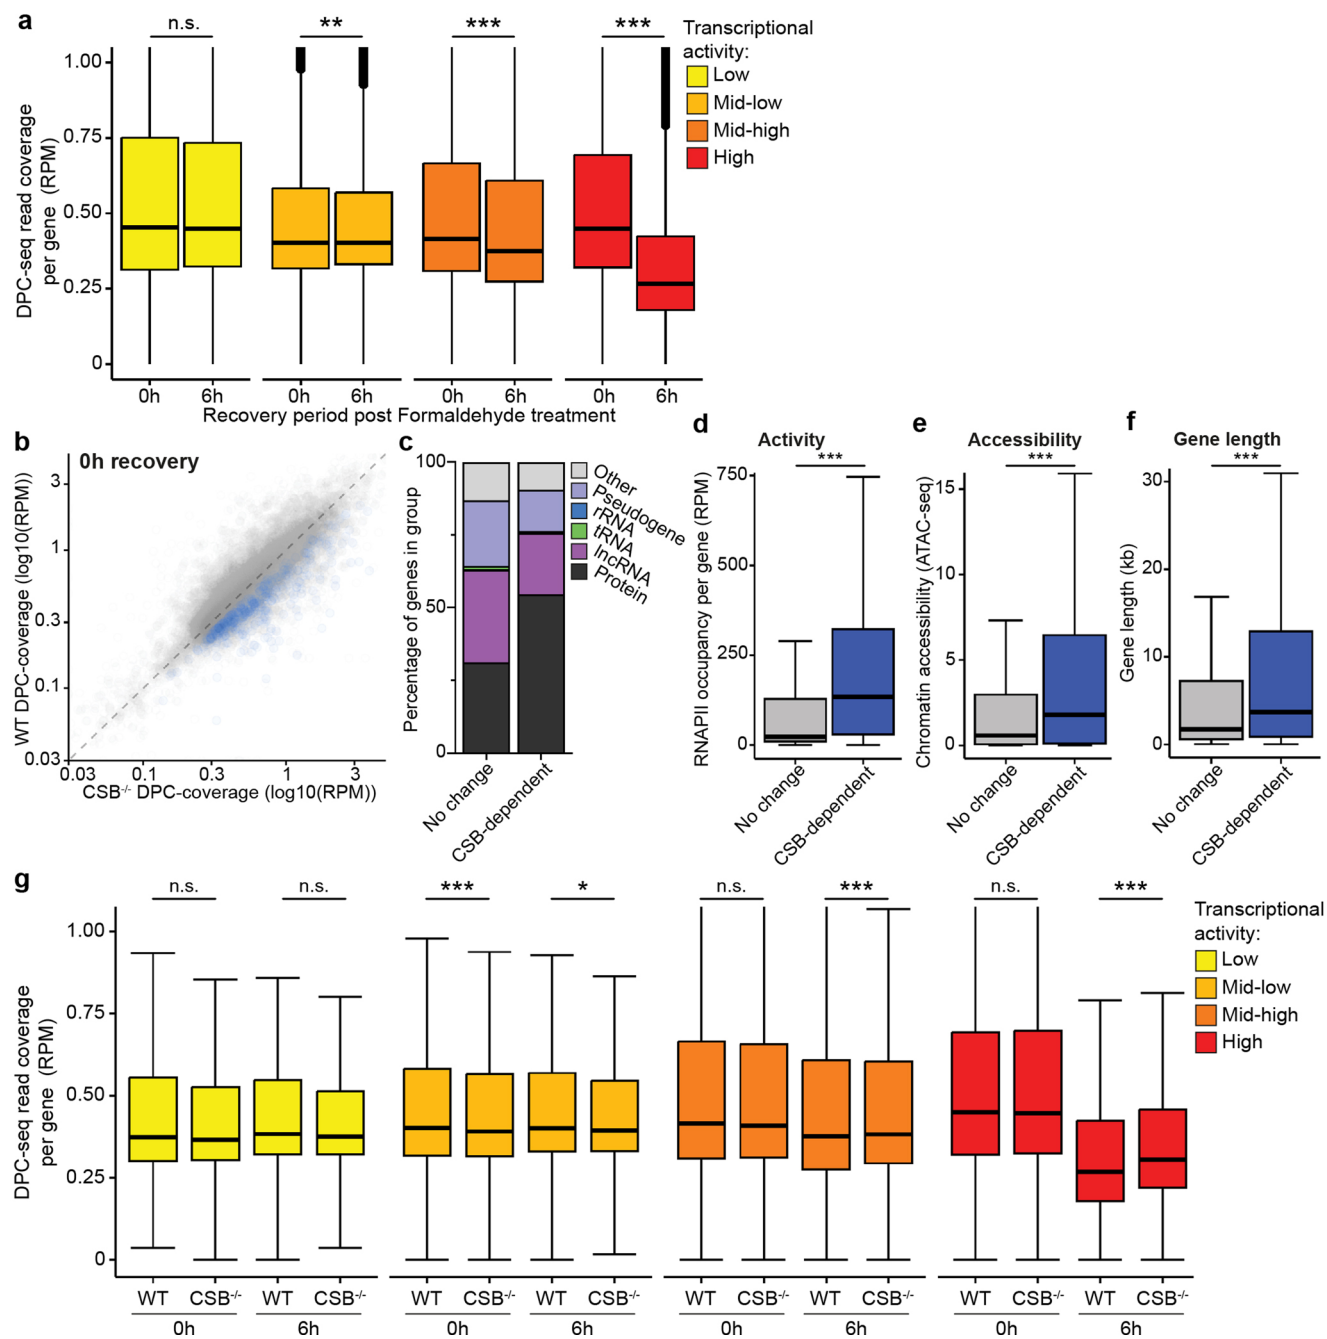 a
n.s.
**
***
***
Transcriptional
activity:
Low
Mid-low
Mid-high
High
DPC-seq read coverage
per gene (RPM)
1.00
0.75
0.50
0.25
0
0h
6h
0h
6h
0h
6h
0h
6h
Recovery period post Formaldehyde treatment
b
0h recovery
WT DPC-coverage (log10(RPM))
3
1
0.3
0.1
0.03
0.03
0.1
0.3
1
3
CSB-/- DPC-coverage (log10(RPM))
c
Percentage of genes in group
100
50
0
No change
CSB-dependent
Other
Pseudogene
rRNA
tRNA
lncRNA
Protein
d
Activity
***
RNAPII occupancy per gene (RPM)
750
500
250
0
No change
CSB-dependent
e
Accessibility
***
Chromatin accessibility (ATAC-seq)
15
10
5
0
No change
CSB-dependent
f
Gene length
***
Gene length (kb)
30
20
10
0
No change
CSB-dependent
g
n.s.
n.s.
***
*
n.s.
***
n.s.
***
Transcriptional
activity:
Low
Mid-low
Mid-high
High
DPC-seq read coverage
per gene (RPM)
1.00
0.75
0.50
0.25
0
WT
CSB-/-
WT
CSB-/-
WT
CSB-/-
WT
CSB-/-
WT
CSB-/-
WT
CSB-/-
WT
CSB-/-
WT
CSB-/-
0h
6h
0h
6h
0h
6h
0h
6h